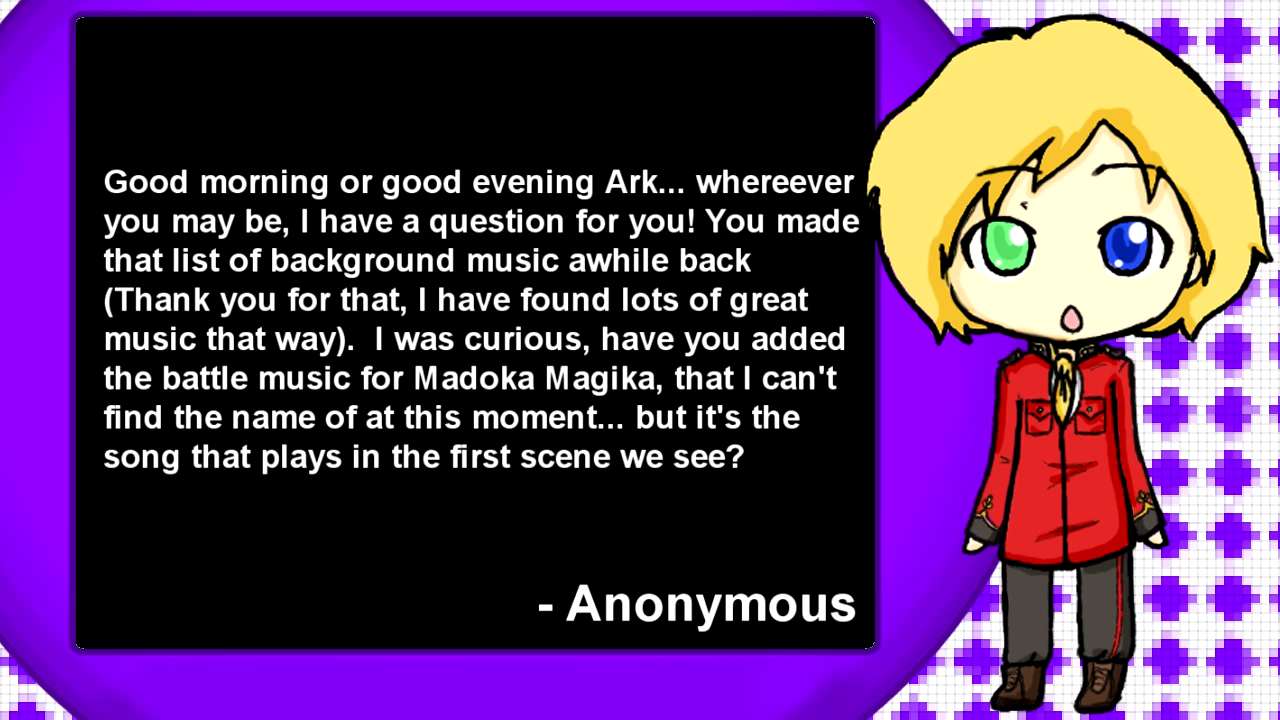 Good morning or good evening Ark... whereever
you may be, I have a question for you! You made
that list of background music awhile back
(Thank you for that, I have found lots of great
music that way).  I was curious, have you added
the battle music for Madoka Magika, that I can't
find the name of at this moment... but it's the
song that plays in the first scene we see?
- Anonymous